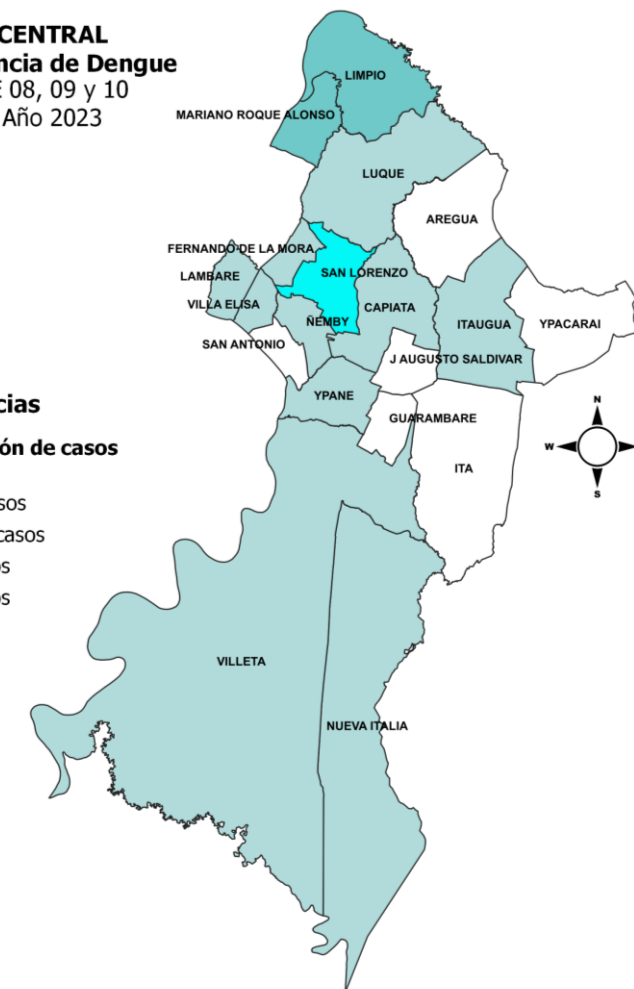 CENTRAL
ncia de Dengue
E 08, 09 y 10
Año 2023
LIMPIO
MARIANO ROQUE ALONSO
LUQUE
AREGUA
FERNANDO DE LA MORA
SAN LORENZO
LAMBARE
VILLA ELISA
CAPIATA
ÑEMBY
ITAUGUA
YPACARAI
SAN ANTONIO
J AUGUSTO SALDIVAR
YPANE
cias
GUARAMBARE
N
W
S
ón de casos
ITA
sos
casos
os
os
VILLETA
NUEVA ITALIA